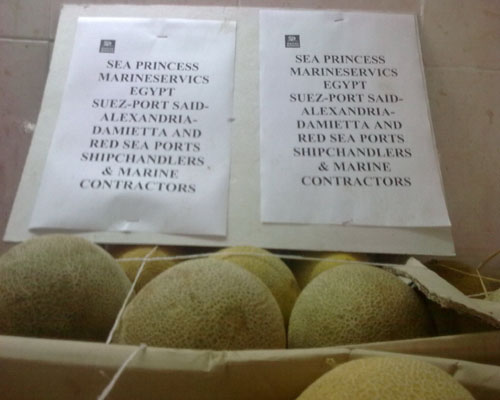 SEA PRINCESS
MARINESERVICS
EGYPT
SUEZ-PORT SAID-
ALEXANDRIA-
DAMIETTA AND
RED SEA PORTS
SHIPCHANDLERS
& MARINE
CONTRACTORS
SEA PRINCESS
MARINESERVICS
EGYPT
SUEZ-PORT SAID-
ALEXANDRIA-
DAMIETTA AND
RED SEA PORTS
SHIPCHANDLERS
& MARINE
CONTRACTORS